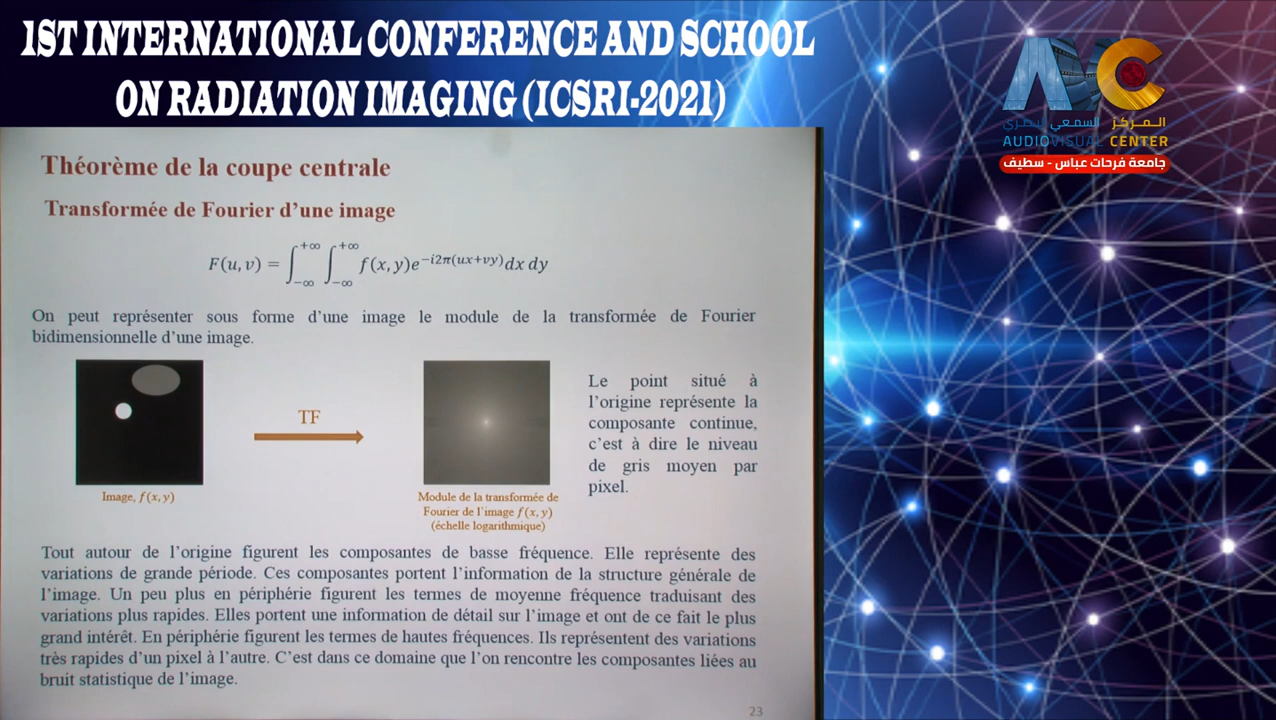 1ST INTERNATIONAL CONFERENCE AND SCHOOL
ON RADIATION IMAGING (ICSRI-2021)
المركز السمعي البصري
AUDIOVISUAL CENTER
جامعة فرحات عباس - سطيف
Théorème de la coupe centrale
Transformée de Fourier d’une image
F(u, v) = ∫_{−∞}^{+∞} ∫_{−∞}^{+∞} f(x, y)e^{−i2π(ux+vy)}dx dy
On peut représenter sous forme d’une image le module de la transformée de Fourier
bidimensionnelle d’une image.
TF
Image, f(x, y)
Module de la transformée de
Fourier de l’image f(x, y)
(échelle logarithmique)
Le point situé à
l’origine représente la
composante continue,
c’est à dire le niveau
de gris moyen par
pixel.
Tout autour de l’origine figurent les composantes de basse fréquence. Elle représente des
variations de grande période. Ces composantes portent l’information de la structure générale de
l’image. Un peu plus en périphérie figurent les termes de moyenne fréquence traduisant des
variations plus rapides. Elles portent une information de détail sur l’image et ont de ce fait le plus
grand intérêt. En périphérie figurent les termes de hautes fréquences. Ils représentent des variations
très rapides d’un pixel à l’autre. C’est dans ce domaine que l’on rencontre les composantes liées au
bruit statistique de l’image.
23